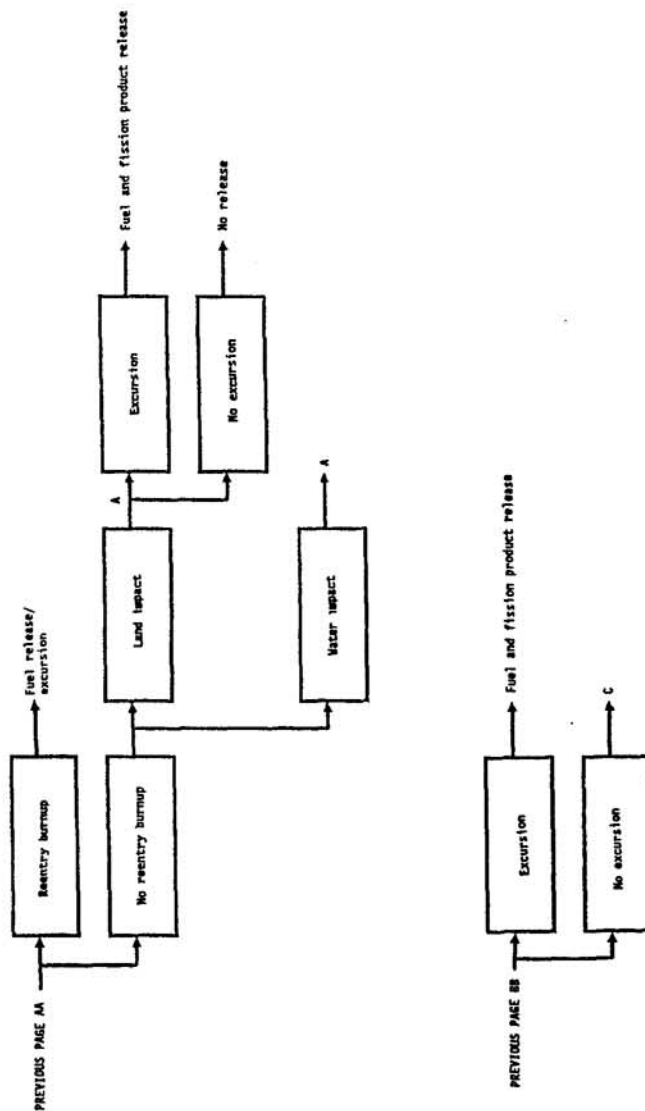 PREVIOUS PAGE AA
Reentry burnup
Fuel release/
excursion
No reentry burnup
Land impact
A
Excursion
Fuel and fission product release
No excursion
No release
Water impact
A
PREVIOUS PAGE BB
Excursion
Fuel and fission product release
No excursion
C